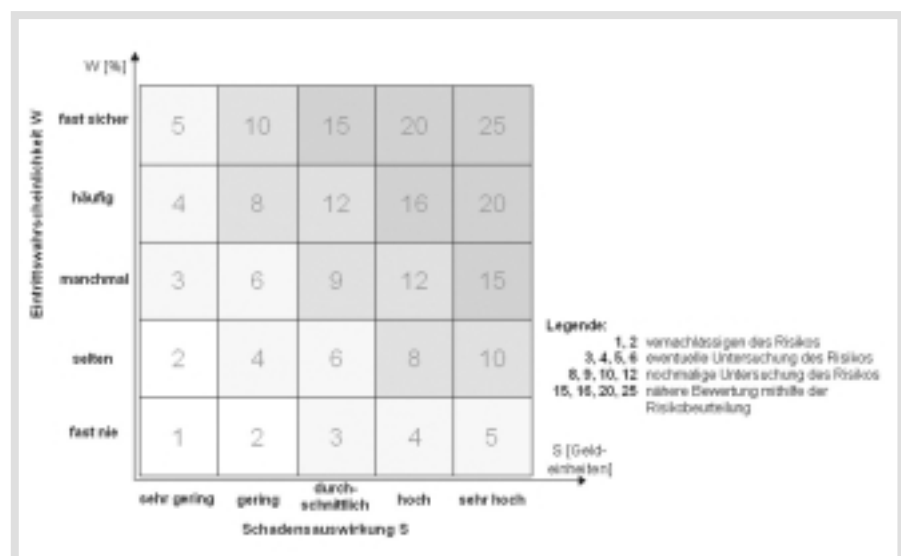 W [%]
Eintrittswahrscheinlichkeit W
fast sicher 5 10 15 20 25
häufig 4 8 12 16 20
manchmal 3 6 9 12 15
selten 2 4 6 8 10
fast nie 1 2 3 4 5
sehr gering gering durch-
schnittlich hoch sehr hoch
Schadensauswirkung S
S [Geld-
einheiten]
Legende:
1, 2 vernachlässigen des Risikos
3, 4, 5, 6 eventuelle Untersuchung des Risikos
8, 9, 10, 12 nochmalige Untersuchung des Risikos
15, 16, 20, 25 nähere Bewertung mithilfe der
Risikobeurteilung